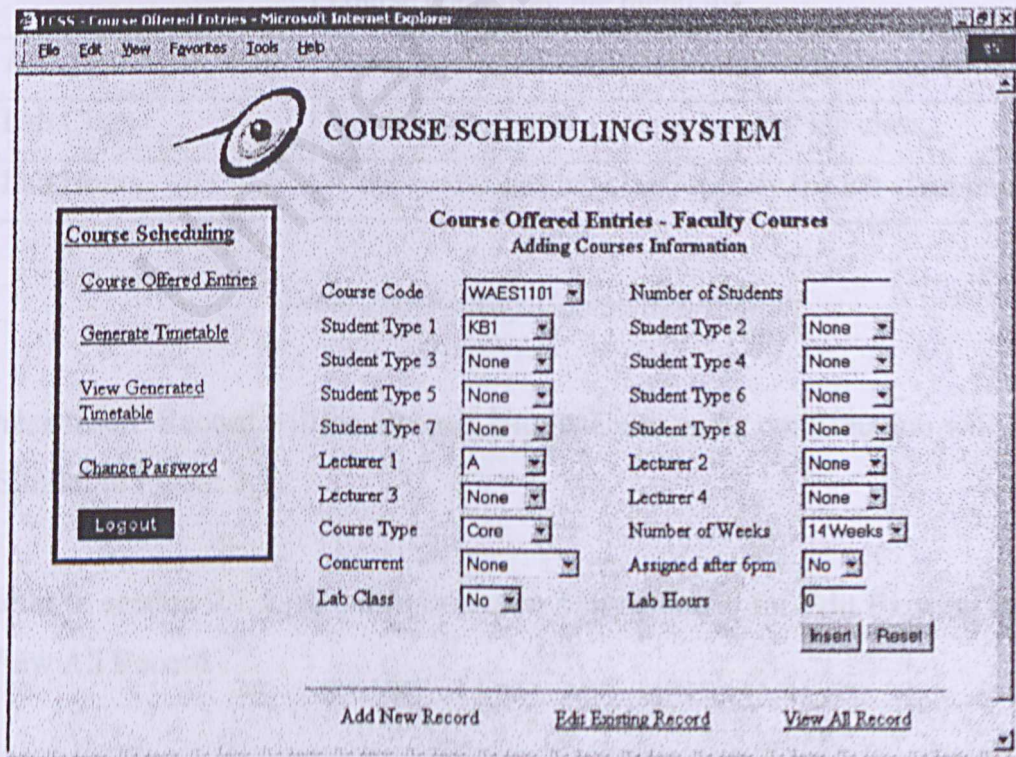 FCSS - Course Offered Entries - Microsoft Internet Explorer
File Edit View Favorites Tools Help
COURSE SCHEDULING SYSTEM
Course Scheduling
Course Offered Entries
Generate Timetable
View Generated
Timetable
Change Password
Logout
Course Offered Entries - Faculty Courses
Adding Courses Information
Course Code WAES1101 Number of Students
Student Type 1 KB1 Student Type 2 None
Student Type 3 None Student Type 4 None
Student Type 5 None Student Type 6 None
Student Type 7 None Student Type 8 None
Lecturer 1 A Lecturer 2 None
Lecturer 3 None Lecturer 4 None
Course Type Core Number of Weeks 14 Weeks
Concurrent None Assigned after 6pm No
Lab Class No Lab Hours 0
Insert Reset
Add New Record Edit Existing Record View All Record